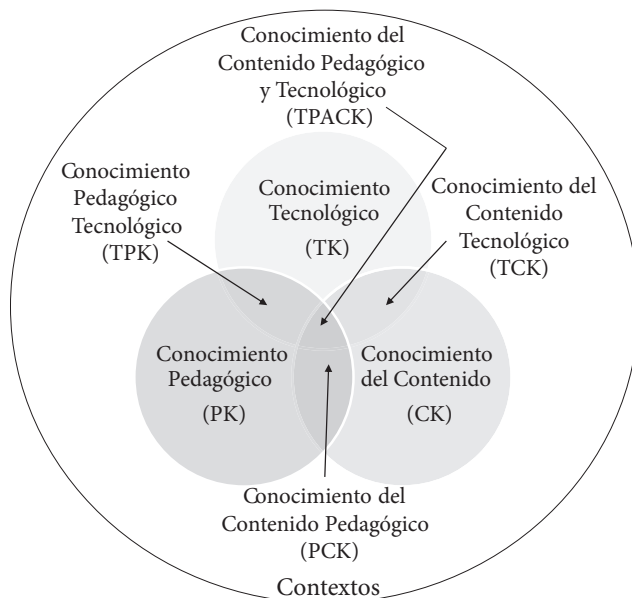 Conocimiento del
Contenido Pedagógico
y Tecnológico
(TPACK)
Conocimiento
Pedagógico
Tecnológico
(TPK)
Conocimiento
Tecnológico
(TK)
Conocimiento del
Contenido
Tecnológico
(TCK)
Conocimiento
Pedagógico
(PK)
Conocimiento
del Contenido
(CK)
Conocimiento del
Contenido Pedagógico
(PCK)
Contextos